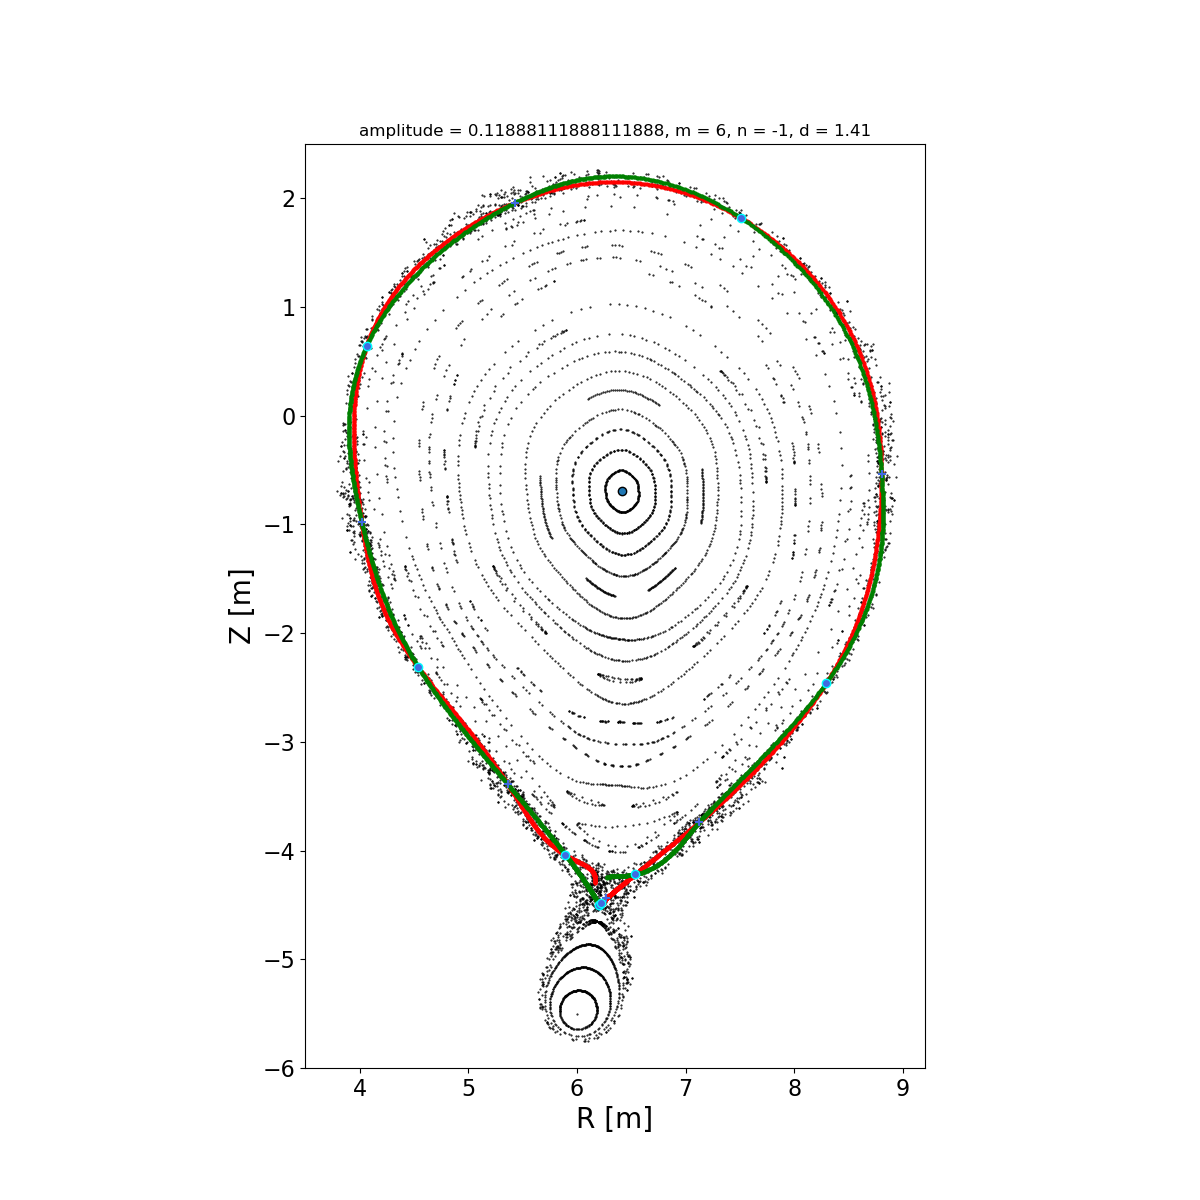 amplitude = 0.11888111888111888, m = 6, n = -1, d = 1.41
2
1
0
−1
−2
−3
−4
−5
−6
Z [m]
4 5 6 7 8 9
R [m]